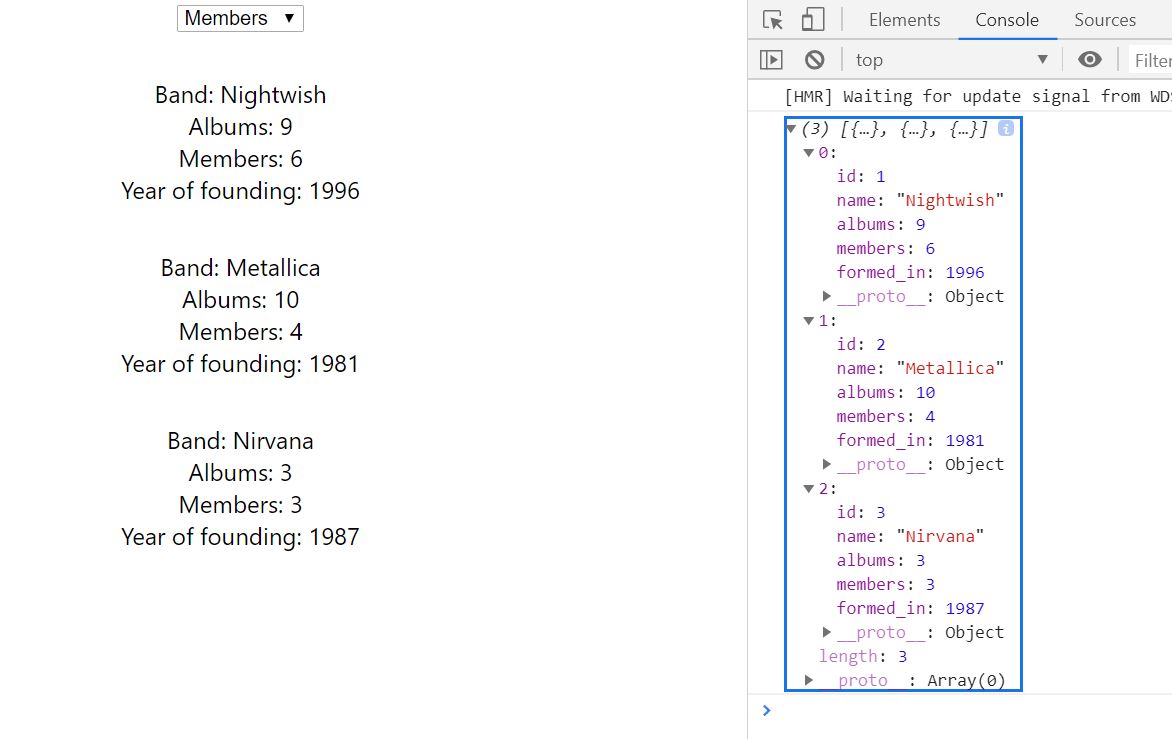 Members
Band: Nightwish
Albums: 9
Members: 6
Year of founding: 1996
Band: Metallica
Albums: 10
Members: 4
Year of founding: 1981
Band: Nirvana
Albums: 3
Members: 3
Year of founding: 1987
Elements Console Sources
top Filter
[HMR] Waiting for update signal from WDS
(3) [{…}, {…}, {…}] i
0:
id: 1
name: "Nightwish"
albums: 9
members: 6
formed_in: 1996
__proto__: Object
1:
id: 2
name: "Metallica"
albums: 10
members: 4
formed_in: 1981
__proto__: Object
2:
id: 3
name: "Nirvana"
albums: 3
members: 3
formed_in: 1987
__proto__: Object
length: 3
__proto__: Array(0)